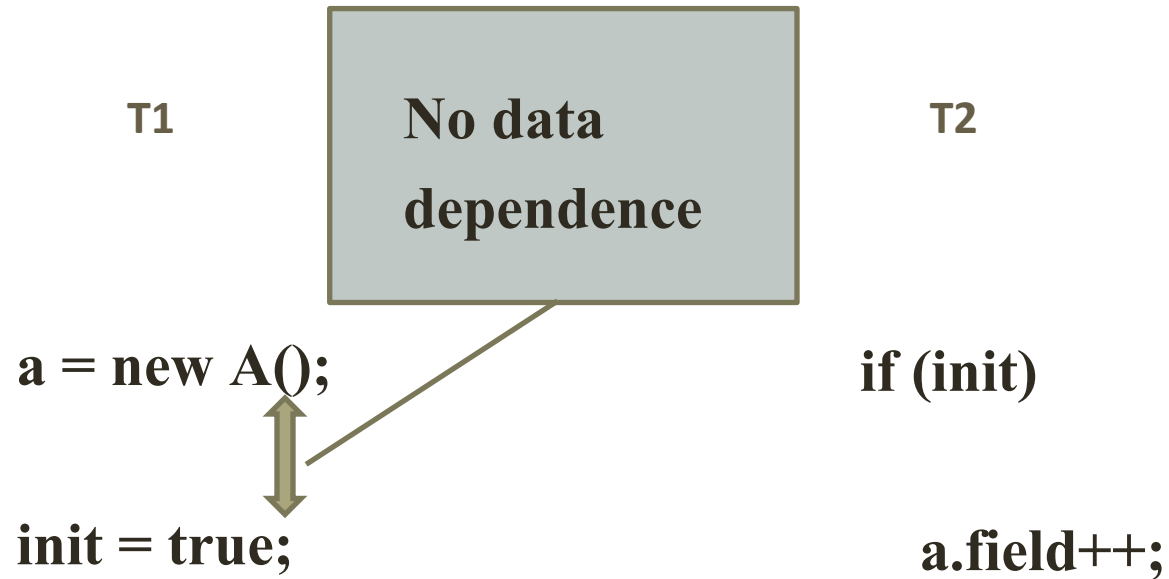 T1
No data
dependence
T2
a = new A();
init = true;
if (init)
a.field++;